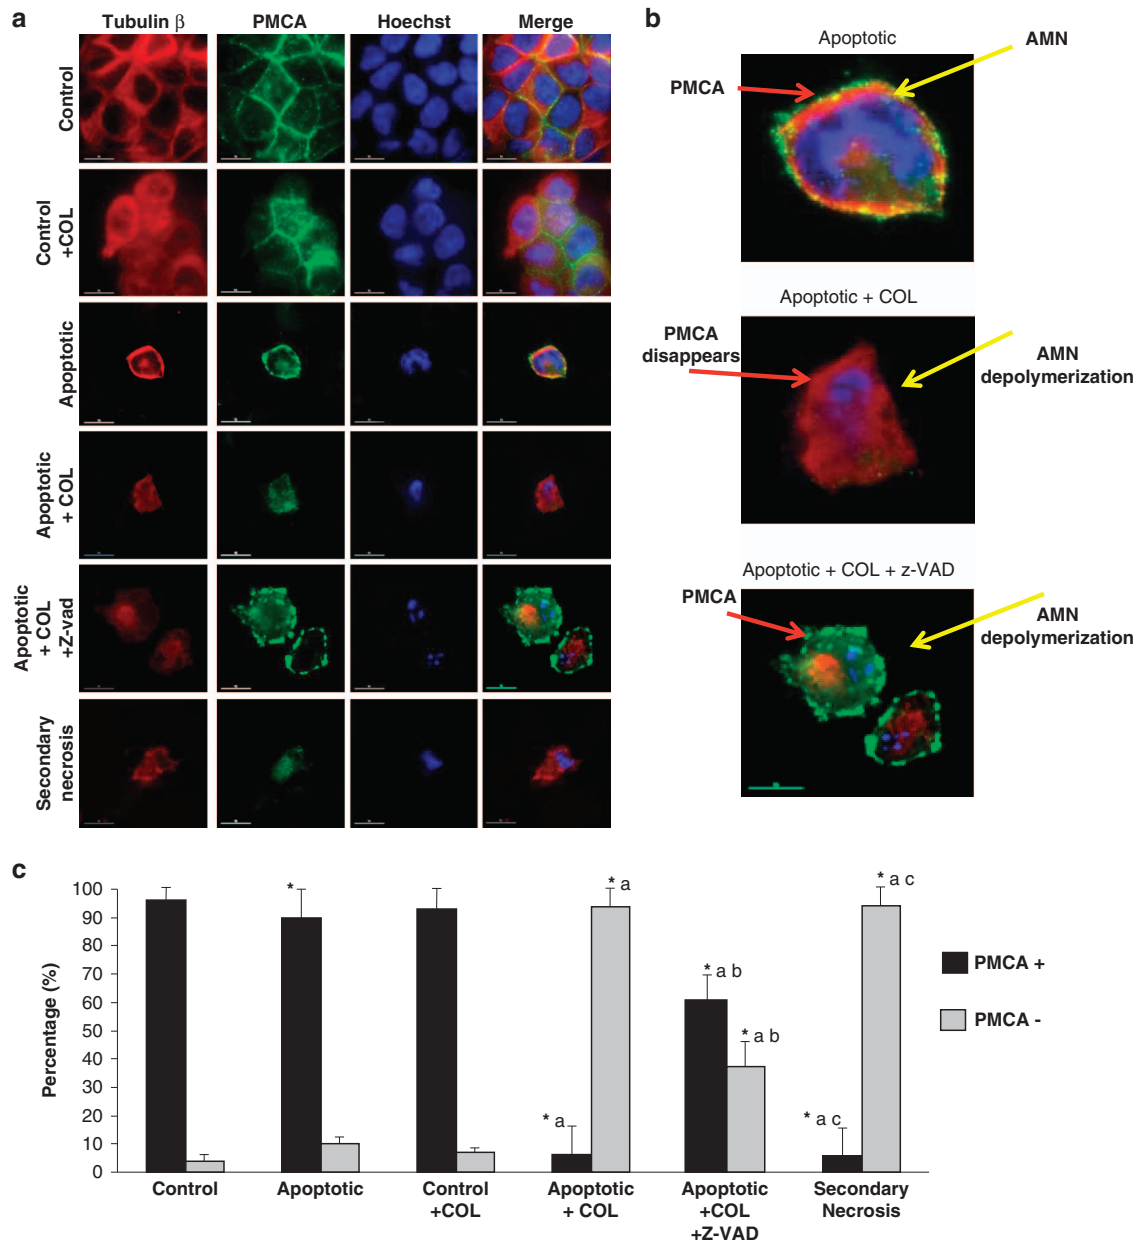 a
Tubulin β PMCA Hoechst Merge
Control
Control
+COL
Apoptotic
Apoptotic
+ COL
Apoptotic
+ COL
+Z-vad
Secondary
necrosis
b
Apoptotic
AMN
PMCA
Apoptotic + COL
PMCA
disappears
AMN
depolymerization
Apoptotic + COL + z-VAD
PMCA
AMN
depolymerization
c
Percentage (%)
100
90
80
70
60
50
40
30
20
10
0
*
* a
* a
* a b
* a b
* a c
* a c
PMCA +
PMCA -
Control
Apoptotic
Control
+COL
Apoptotic
+ COL
Apoptotic
+COL
+Z-VAD
Secondary
Necrosis